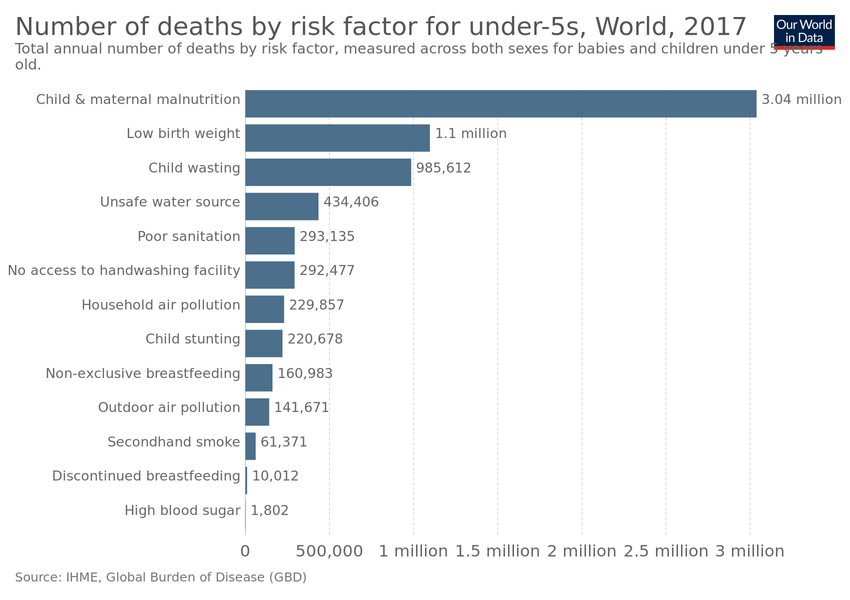 Number of deaths by risk factor for under-5s, World, 2017
Our World
in Data
Total annual number of deaths by risk factor, measured across both sexes for babies and children under 5 years
old.
Child & maternal malnutrition 3.04 million
Low birth weight 1.1 million
Child wasting 985,612
Unsafe water source 434,406
Poor sanitation 293,135
No access to handwashing facility 292,477
Household air pollution 229,857
Child stunting 220,678
Non-exclusive breastfeeding 160,983
Outdoor air pollution 141,671
Secondhand smoke 61,371
Discontinued breastfeeding 10,012
High blood sugar 1,802
0 500,000 1 million 1.5 million 2 million 2.5 million 3 million
Source: IHME, Global Burden of Disease (GBD)